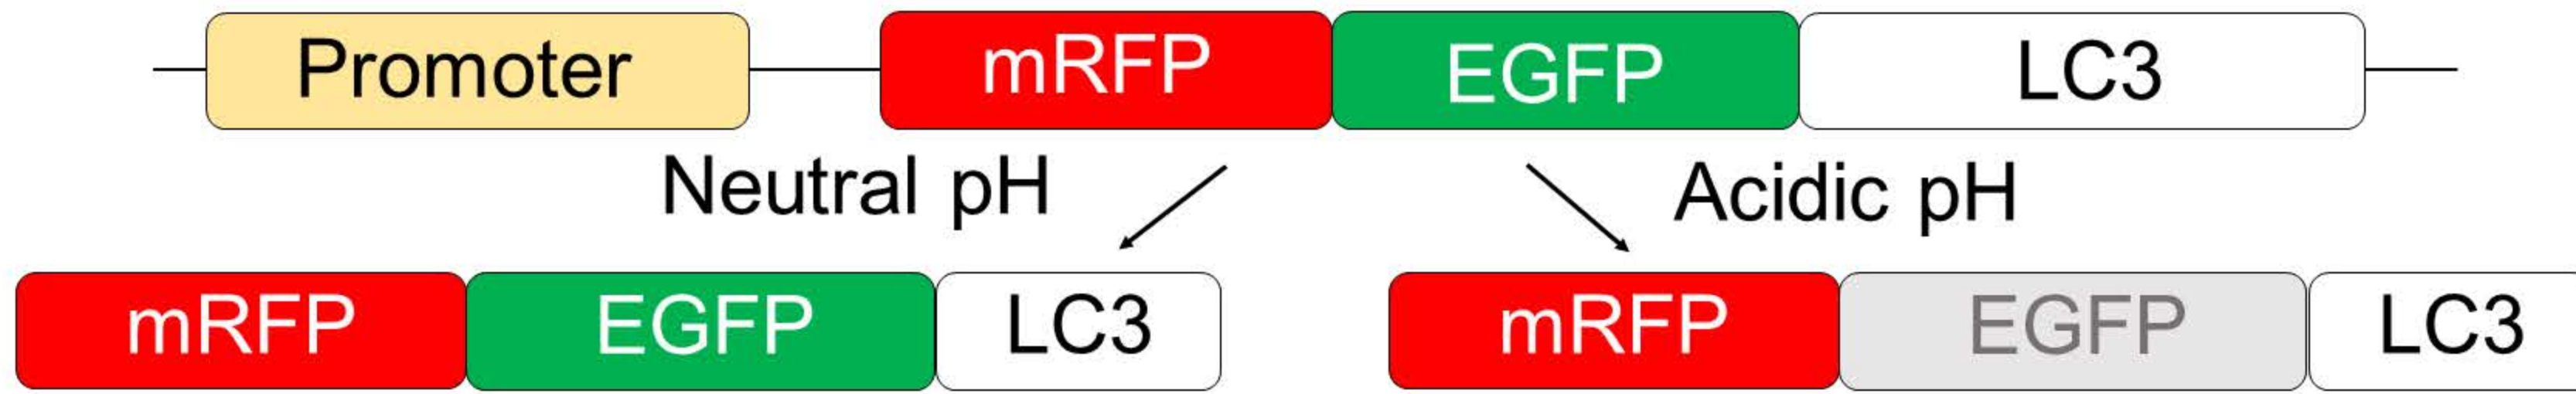 Promoter mRFP EGFP LC3
Neutral pH Acidic pH
mRFP EGFP LC3 mRFP EGFP LC3